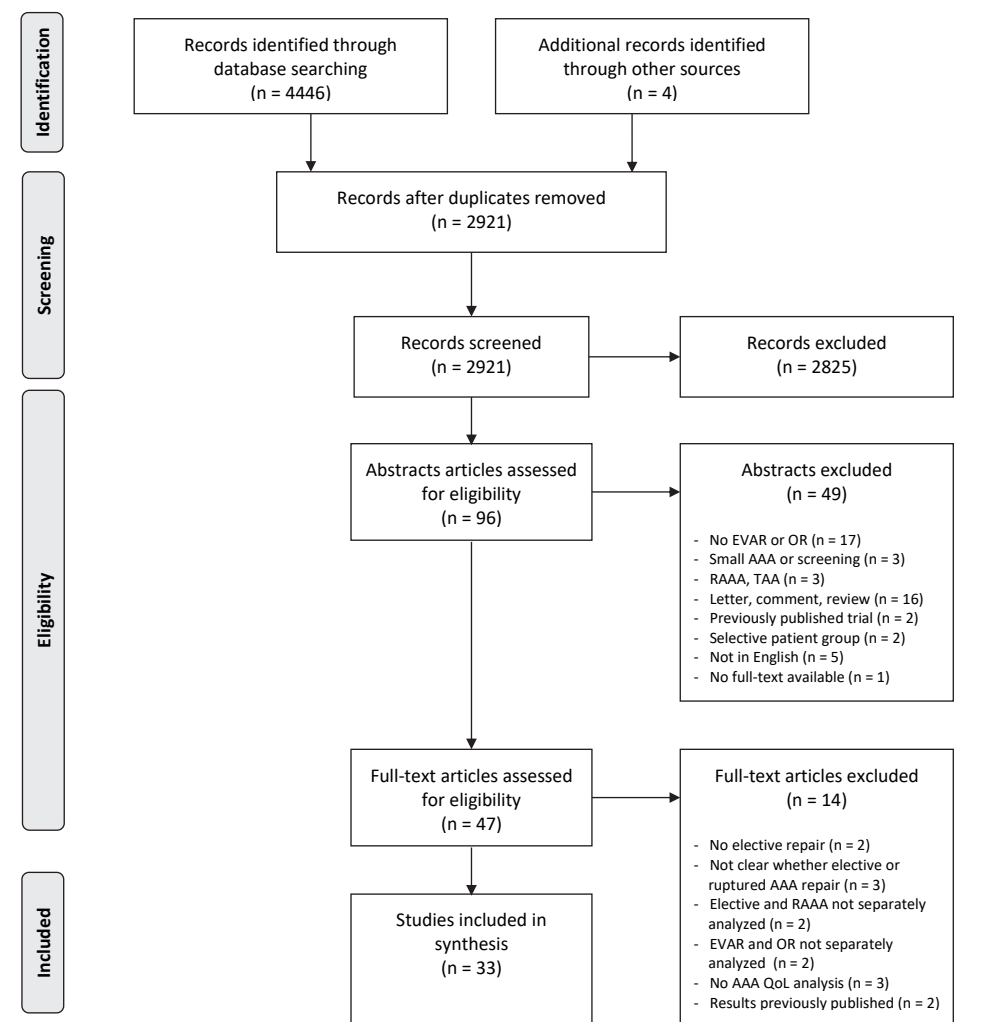 Identification
Records identified through
database searching
(n = 4446)
Additional records identified
through other sources
(n = 4)
Screening
Records after duplicates removed
(n = 2921)
Records screened
(n = 2921)
Records excluded
(n = 2825)
Eligibility
Abstracts articles assessed
for eligibility
(n = 96)
Abstracts excluded
(n = 49)
- No EVAR or OR (n = 17)
- Small AAA or screening (n = 3)
- RAAA, TAA (n = 3)
- Letter, comment, review (n = 16)
- Previously published trial (n = 2)
- Selective patient group (n = 2)
- Not in English (n = 5)
- No full-text available (n = 1)
Full-text articles assessed
for eligibility
(n = 47)
Full-text articles excluded
(n = 14)
- No elective repair (n = 2)
- Not clear whether elective or
ruptured AAA repair (n = 3)
- Elective and RAAA not separately
analyzed (n = 2)
- EVAR and OR not separately
analyzed (n = 2)
- No AAA QoL analysis (n = 3)
- Results previously published (n = 2)
Included
Studies included in
synthesis
(n = 33)